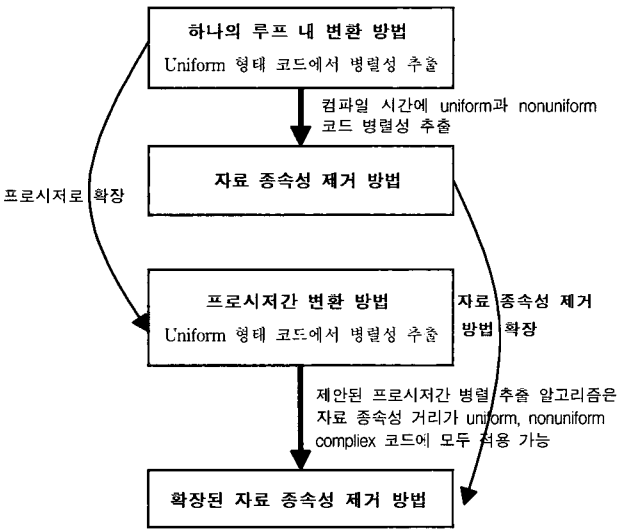 하나의 루프 내 변환 방법
Uniform 형태 코드에서 병렬성 추출
컴파일 시간에 uniform과 nonuniform
코드 병렬성 추출
자료 종속성 제거 방법
프로시저로 확장
프로시저간 변환 방법
Uniform 형태 코드에서 병렬성 추출
자료 종속성 제거
방법 확장
제안된 프로시저간 병렬 추출 알고리즘은
자료 종속성 거리가 uniform, nonuniform
compliex 코드에 모두 적용 가능
확장된 자료 종속성 제거 방법